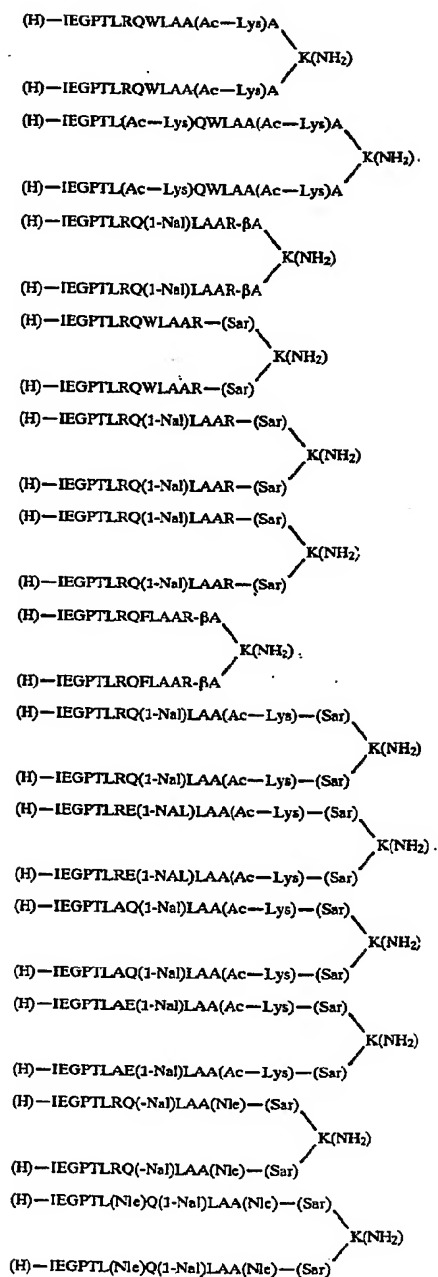 (H)—IEGPTLRQWLAA(Ac—Lys)A
K(NH2)
(H)—IEGPTLRQWLAA(Ac—Lys)A
(H)—IEGPTL(Ac—Lys)QWLAA(Ac—Lys)A
K(NH2).
(H)—IEGPTL(Ac—Lys)QWLAA(Ac—Lys)A
(H)—IEGPTLRQ(1-Nal)LAAR-βA
K(NH2)
(H)—IEGPTLRQ(1-Nal)LAAR-βA
(H)—IEGPTLRQWLAAR—(Sar)
K(NH2)
(H)—IEGPTLRQWLAAR—(Sar)
(H)—IEGPTLRQ(1-Nal)LAAR—(Sar)
K(NH2)
(H)—IEGPTLRQ(1-Nal)LAAR—(Sar)
(H)—IEGPTLRQ(1-Nal)LAAR—(Sar)
K(NH2)
(H)—IEGPTLRQ(1-Nal)LAAR—(Sar)
(H)—IEGPTLRQFLAAR-βA
K(NH2).
(H)—IEGPTLRQFLAAR-βA
(H)—IEGPTLRQ(1-Nal)LAA(Ac—Lys)—(Sar)
K(NH2)
(H)—IEGPTLRQ(1-Nal)LAA(Ac—Lys)—(Sar)
(H)—IEGPTLRE(1-NAL)LAA(Ac—Lys)—(Sar)
K(NH2).
(H)—IEGPTLRE(1-NAL)LAA(Ac—Lys)—(Sar)
(H)—IEGPTLAQ(1-Nal)LAA(Ac—Lys)—(Sar)
K(NH2)
(H)—IEGPTLAQ(1-Nal)LAA(Ac—Lys)—(Sar)
(H)—IEGPTLAE(1-Nal)LAA(Ac—Lys)—(Sar)
K(NH2)
(H)—IEGPTLAE(1-Nal)LAA(Ac—Lys)—(Sar)
(H)—IEGPTLRQ(-Nal)LAA(Nle)—(Sar)
K(NH2)
(H)—IEGPTLRQ(-Nal)LAA(Nle)—(Sar)
(H)—IEGPTL(Nle)Q(1-Nal)LAA(Nle)—(Sar)
K(NH2)
(H)—IEGPTL(Nle)Q(1-Nal)LAA(Nle)—(Sar)